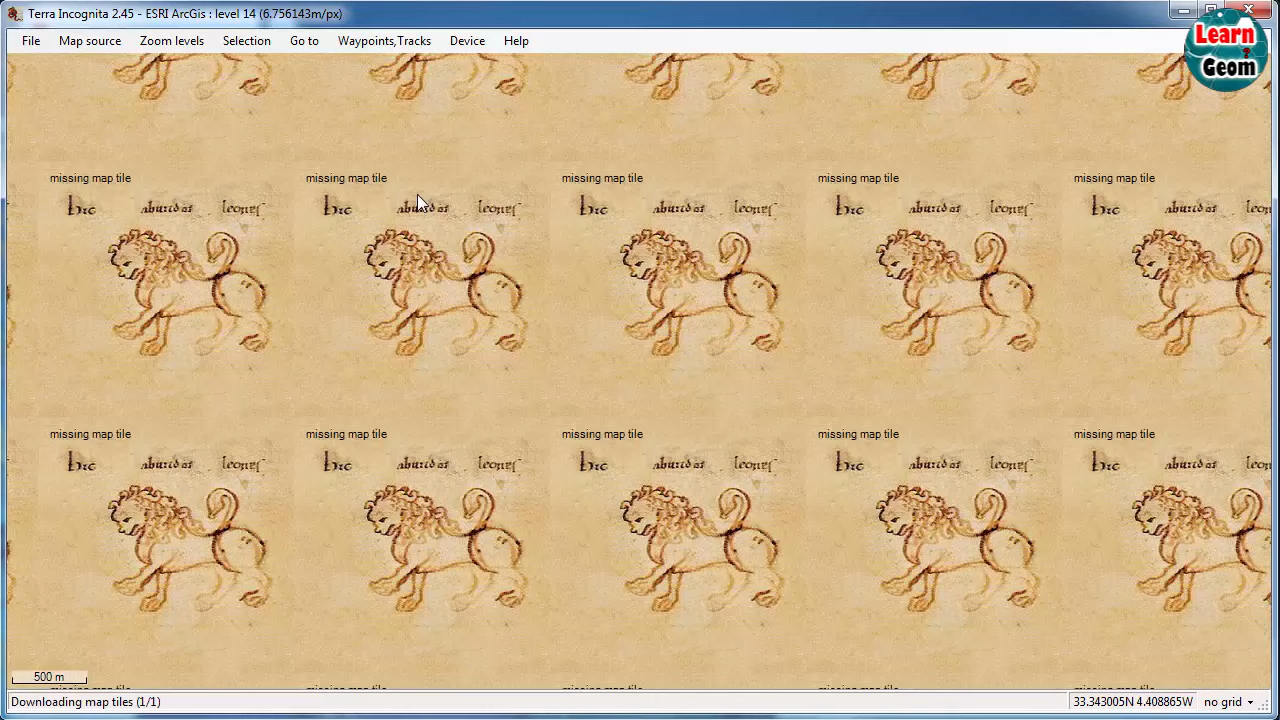 Terra Incognita 2.45 - ESRI ArcGis : level 14 (6.756143m/px)
File Map source Zoom levels Selection Go to Waypoints,Tracks Device Help
Learn
Geom
missing map tile missing map tile missing map tile missing map tile missing map tile
missing map tile missing map tile missing map tile missing map tile missing map tile
500 m
Downloading map tiles (1/1) 33.343005N 4.408865W no grid